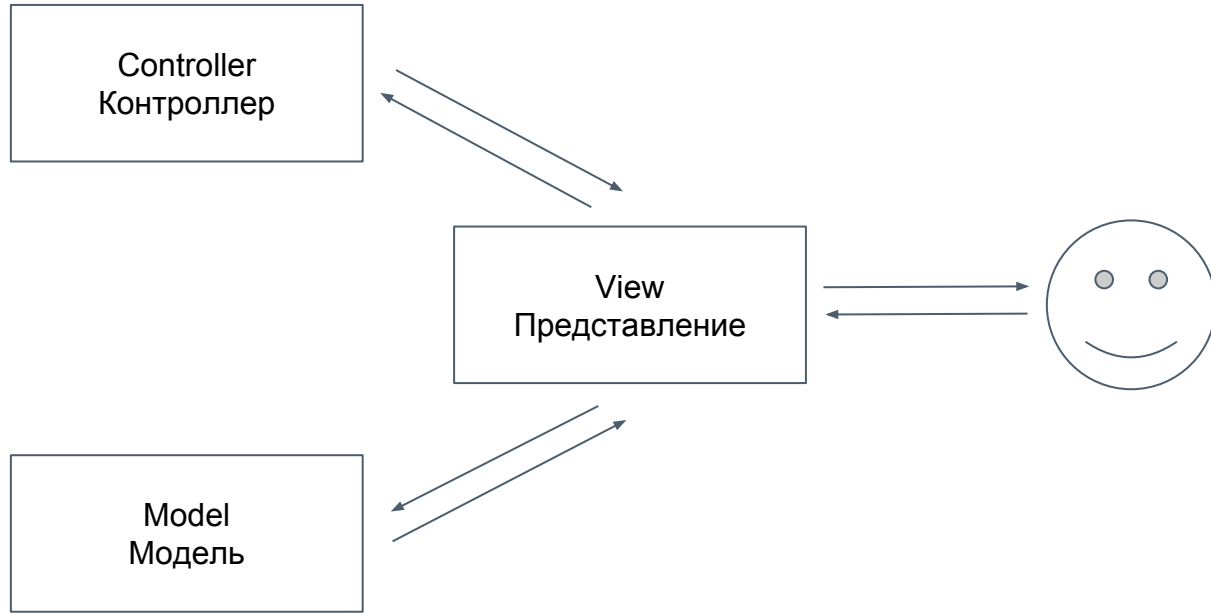 Controller
Контроллер
View
Представление
Model
Модель